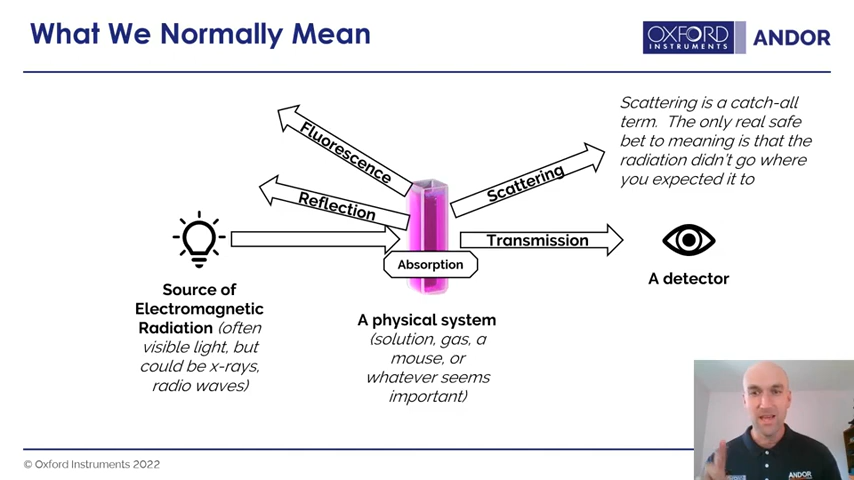 What We Normally Mean
OXFORD
INSTRUMENTS
ANDOR
Scattering is a catch-all
term. The only real safe
bet to meaning is that the
radiation didn't go where
you expected it to
Fluorescence
Scattering
Reflection
Transmission
Absorption
A detector
Source of
Electromagnetic
Radiation (often
visible light, but
could be x-rays,
radio waves)
A physical system
(solution, gas, a
mouse, or
whatever seems
important)
© Oxford Instruments 2022
ANDOR